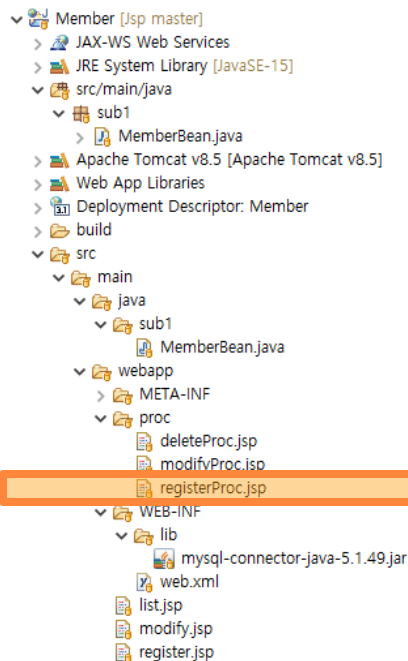 Member [Jsp master]
JAX-WS Web Services
JRE System Library [JavaSE-15]
src/main/java
sub1
MemberBean.java
Apache Tomcat v8.5 [Apache Tomcat v8.5]
Web App Libraries
3.1 Deployment Descriptor: Member
build
src
main
java
sub1
MemberBean.java
webapp
META-INF
proc
deleteProc.jsp
modifyProc.jsp
registerProc.jsp
WEB-INF
lib
mysql-connector-java-5.1.49.jar
web.xml
list.jsp
modify.jsp
register.jsp